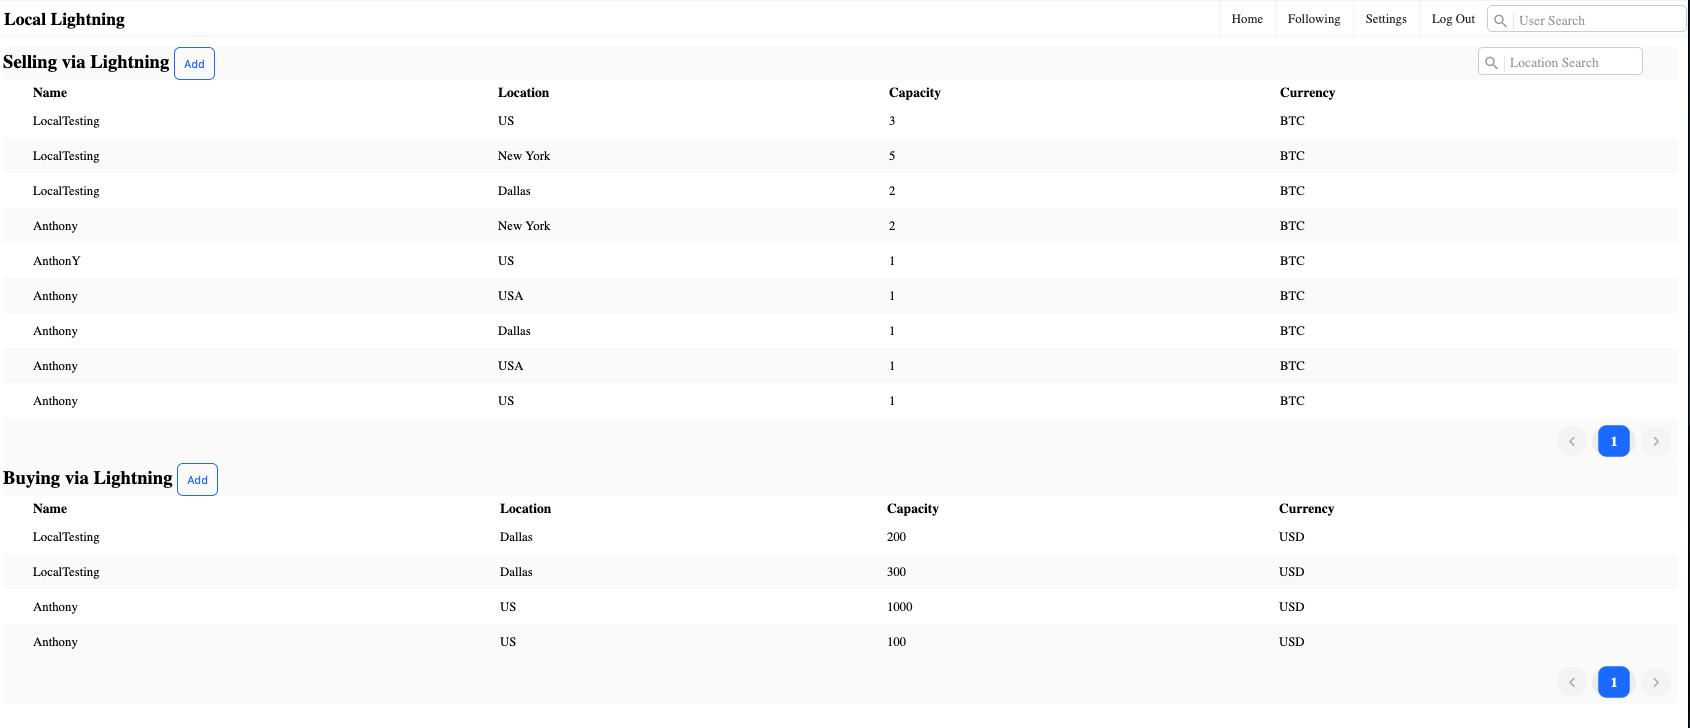 Local Lightning Home Following Settings Log Out User Search
Selling via Lightning Add Location Search
Name Location Capacity Currency
LocalTesting US 3 BTC
LocalTesting New York 5 BTC
LocalTesting Dallas 2 BTC
Anthony New York 2 BTC
AnthonY US 1 BTC
Anthony USA 1 BTC
Anthony Dallas 1 BTC
Anthony USA 1 BTC
Anthony US 1 BTC
1
Buying via Lightning Add
Name Location Capacity Currency
LocalTesting Dallas 200 USD
LocalTesting Dallas 300 USD
Anthony US 1000 USD
Anthony US 100 USD
1